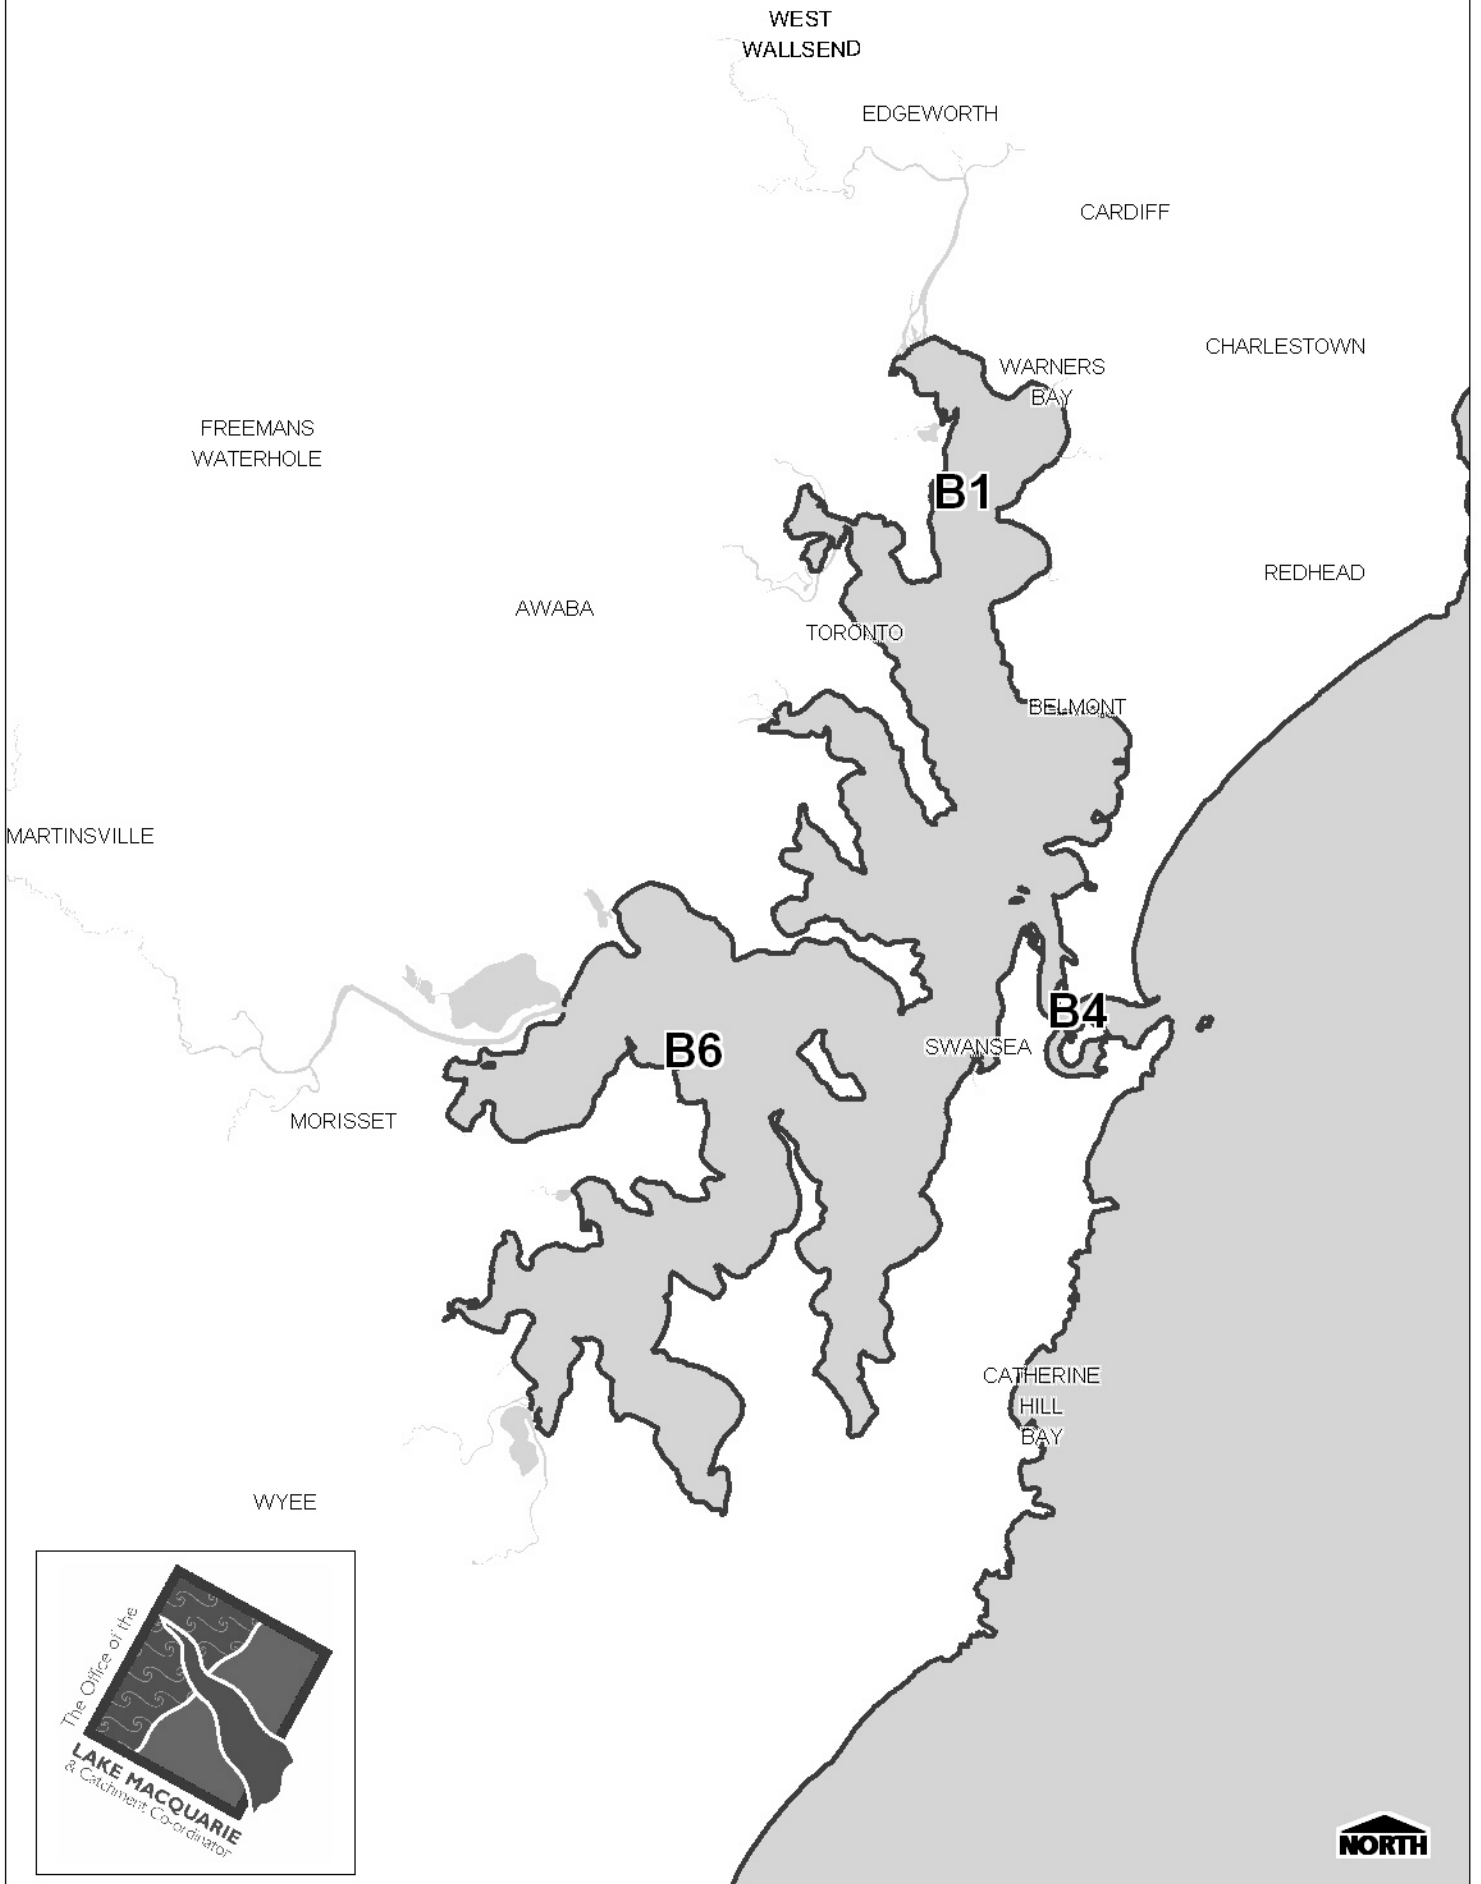 WEST
WALLSEND
EDGEWORTH
CARDIFF
CHARLESTOWN
WARNERS
BAY
FREEMANS
WATERHOLE
B1
REDHEAD
AWABA
TORONTO
BELMONT
MARTINSVILLE
B4
SWANSEA
B6
MORISSET
CATHERINE
HILL
BAY
WYEE
The Office of the
LAKE MACQUARIE
& Catchment Co-ordinator
NORTH